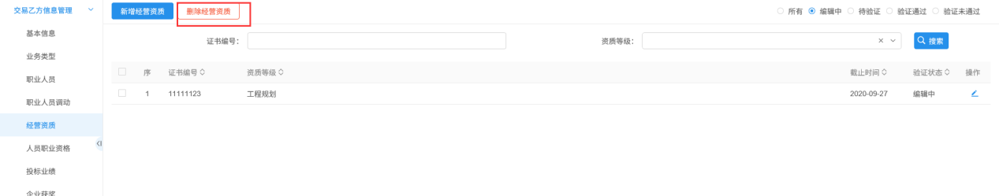 交易乙方信息管理
新增经营资质 删除经营资质 所有 编辑中 待验证 验证通过 验证未通过
基本信息
证书编号： 资质等级： 搜索
业务类型
序 证书编号 资质等级 截止时间 验证状态 操作
职业人员
1 11111123 工程规划 2020-09-27 编辑中
职业人员调动
经营资质
人员职业资格
投标业绩
企业获奖